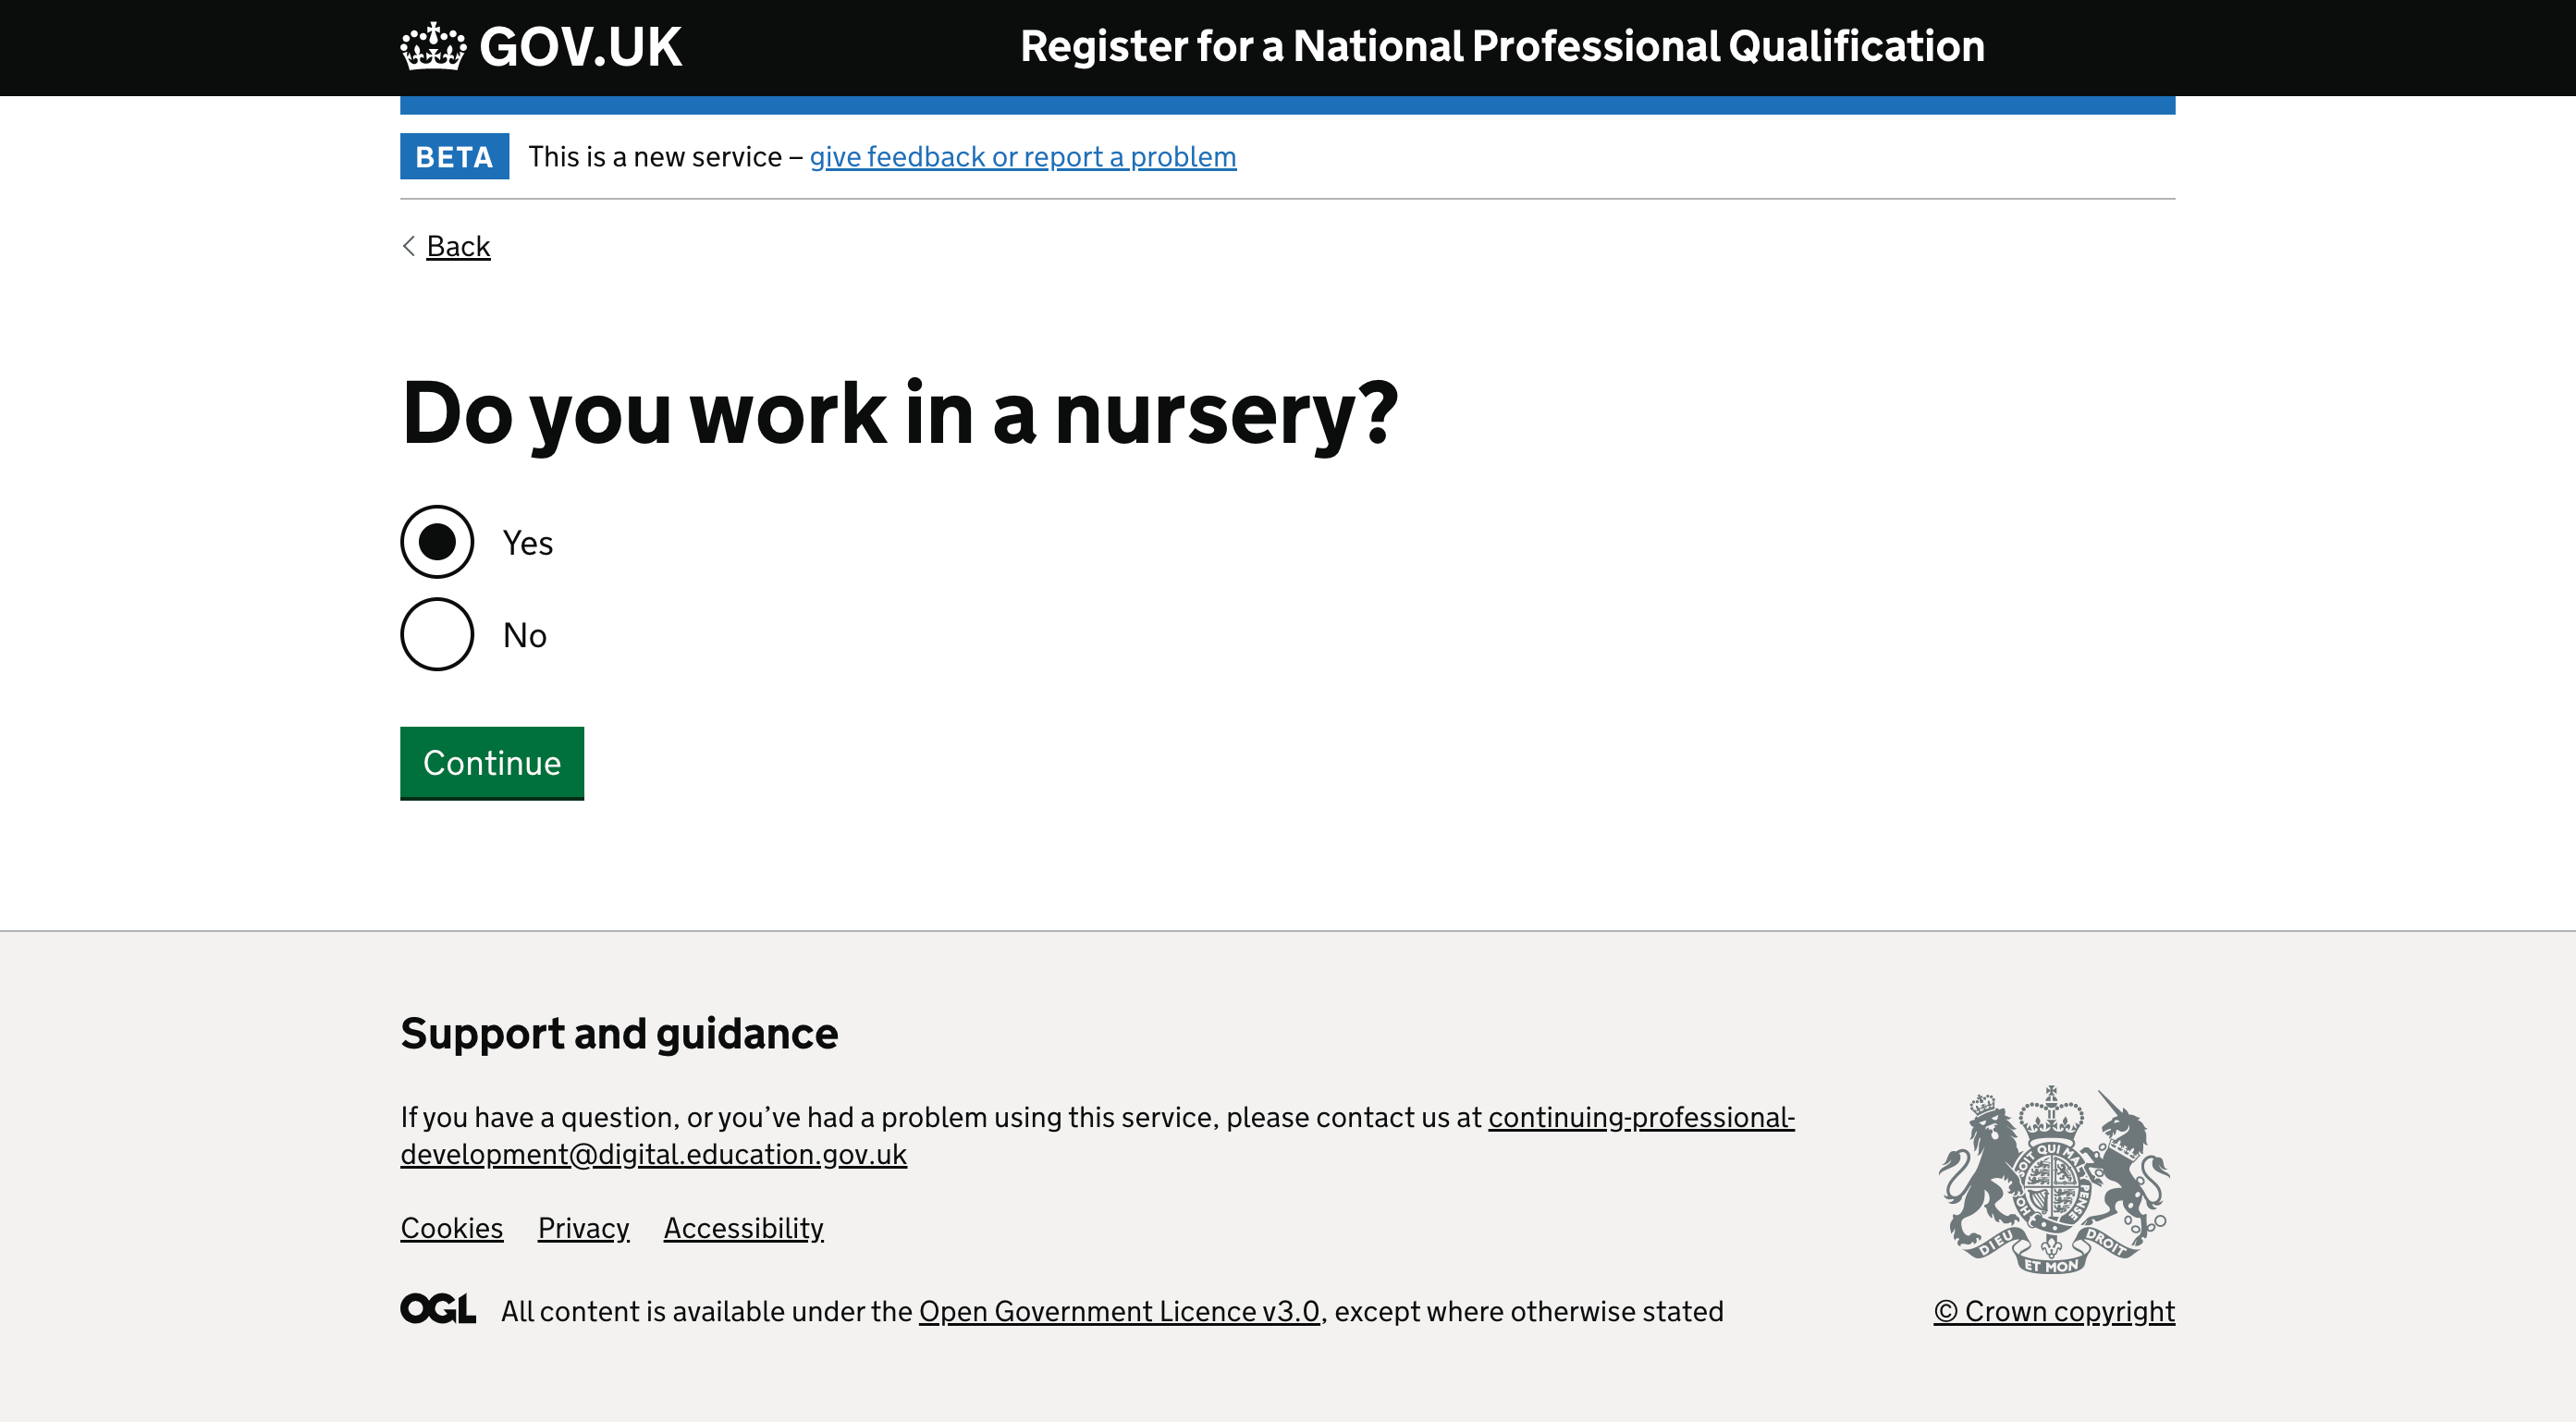 GOV.UK
Register for a National Professional Qualification
BETA
This is a new service – give feedback or report a problem
Back
Do you work in a nursery?
Yes
No
Continue
Support and guidance
If you have a question, or you’ve had a problem using this service, please contact us at continuing-professional-
development@digital.education.gov.uk
Cookies Privacy Accessibility
OGL All content is available under the Open Government Licence v3.0, except where otherwise stated
HONI SOIT QUI MAL Y PENSE
DIEU ET MON DROIT
© Crown copyright